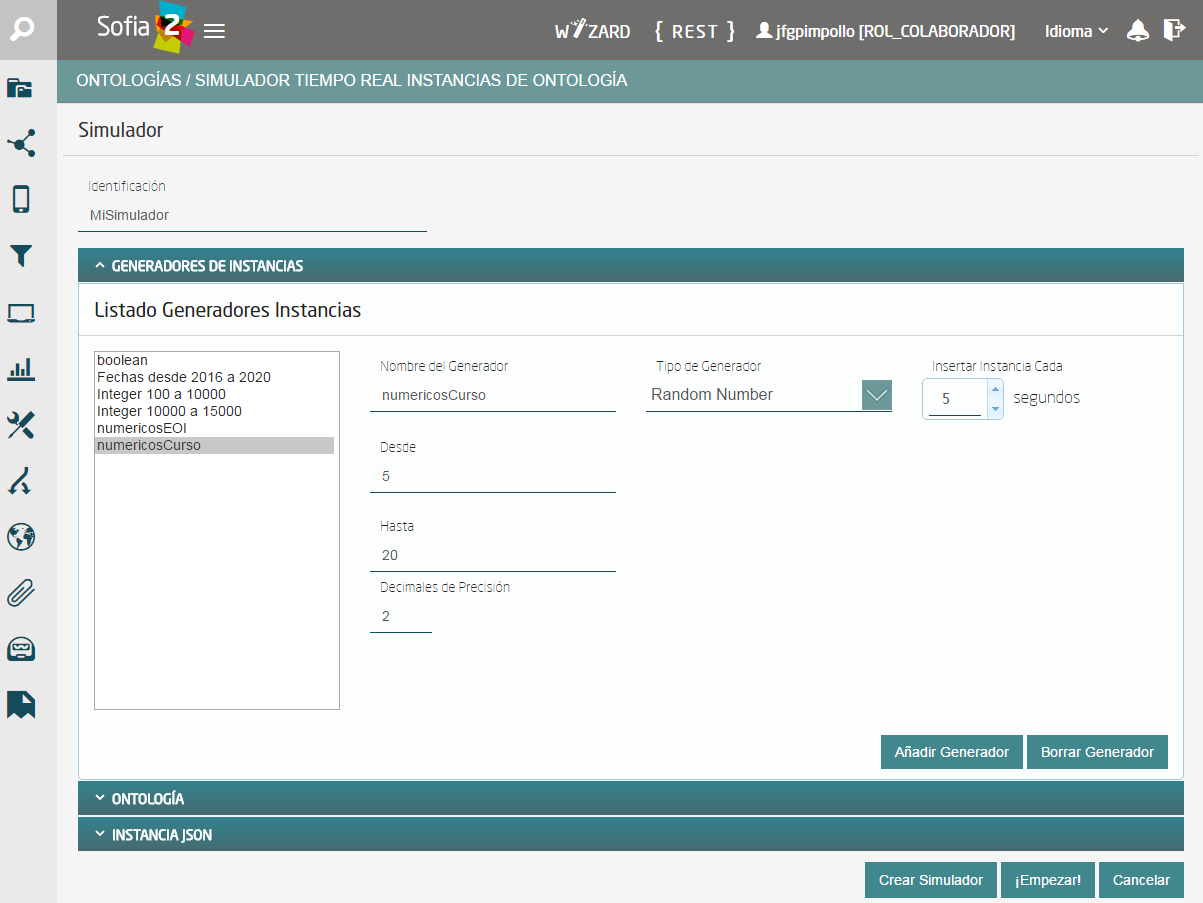 Sofia 2
WIZARD { REST } jfgpimpollo [ROL_COLABORADOR] Idioma
ONTOLOGÍAS / SIMULADOR TIEMPO REAL INSTANCIAS DE ONTOLOGÍA
Simulador
Identificación
MiSimulador
GENERADORES DE INSTANCIAS
Listado Generadores Instancias
boolean
Fechas desde 2016 a 2020
Integer 100 a 10000
Integer 10000 a 15000
numericosEOI
numericosCurso
Nombre del Generador
numericosCurso
Tipo de Generador
Random Number
Insertar Instancia Cada
5 segundos
Desde
5
Hasta
20
Decimales de Precisión
2
Añadir Generador Borrar Generador
ONTOLOGÍA
INSTANCIA JSON
Crear Simulador ¡Empezar! Cancelar